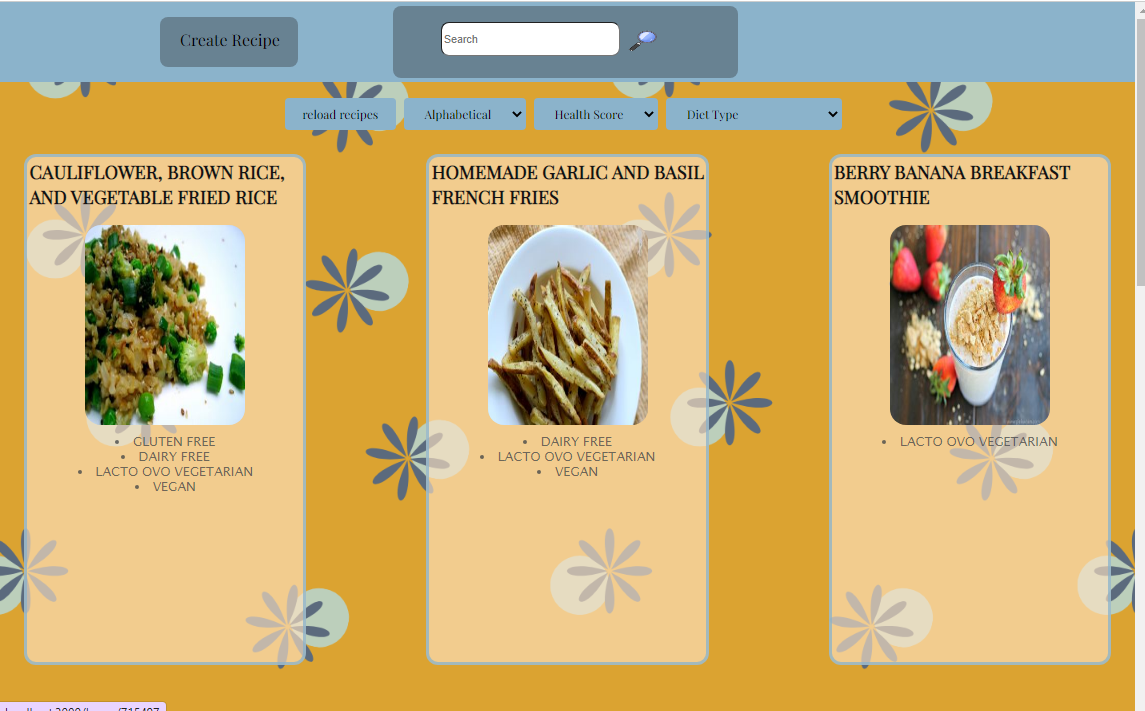 Create Recipe
Search
reload recipes
Alphabetical
Health Score
Diet Type
CAULIFLOWER, BROWN RICE,
AND VEGETABLE FRIED RICE
GLUTEN FREE
DAIRY FREE
LACTO OVO VEGETARIAN
VEGAN
HOMEMADE GARLIC AND BASIL
FRENCH FRIES
DAIRY FREE
LACTO OVO VEGETARIAN
VEGAN
BERRY BANANA BREAKFAST
SMOOTHIE
LACTO OVO VEGETARIAN